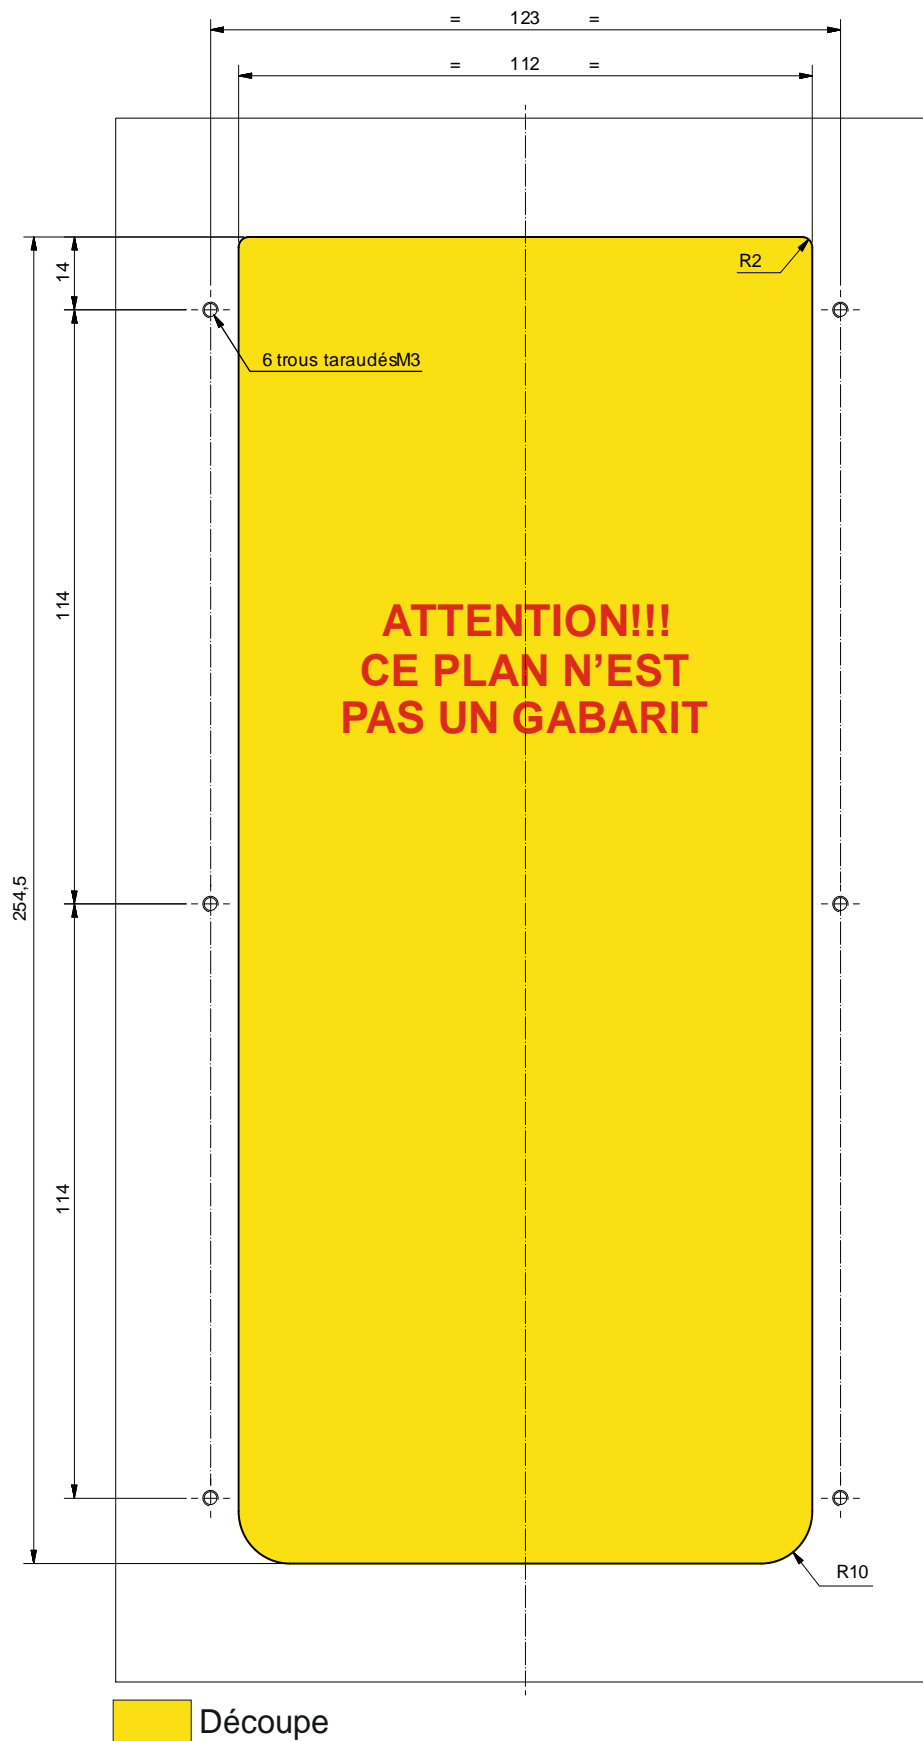 = 123 =
= 112 =
14
R2
6 trous taraudésM3
114
ATTENTION!!!
CE PLAN N’EST
PAS UN GABARIT
254,5
114
R10
Découpe